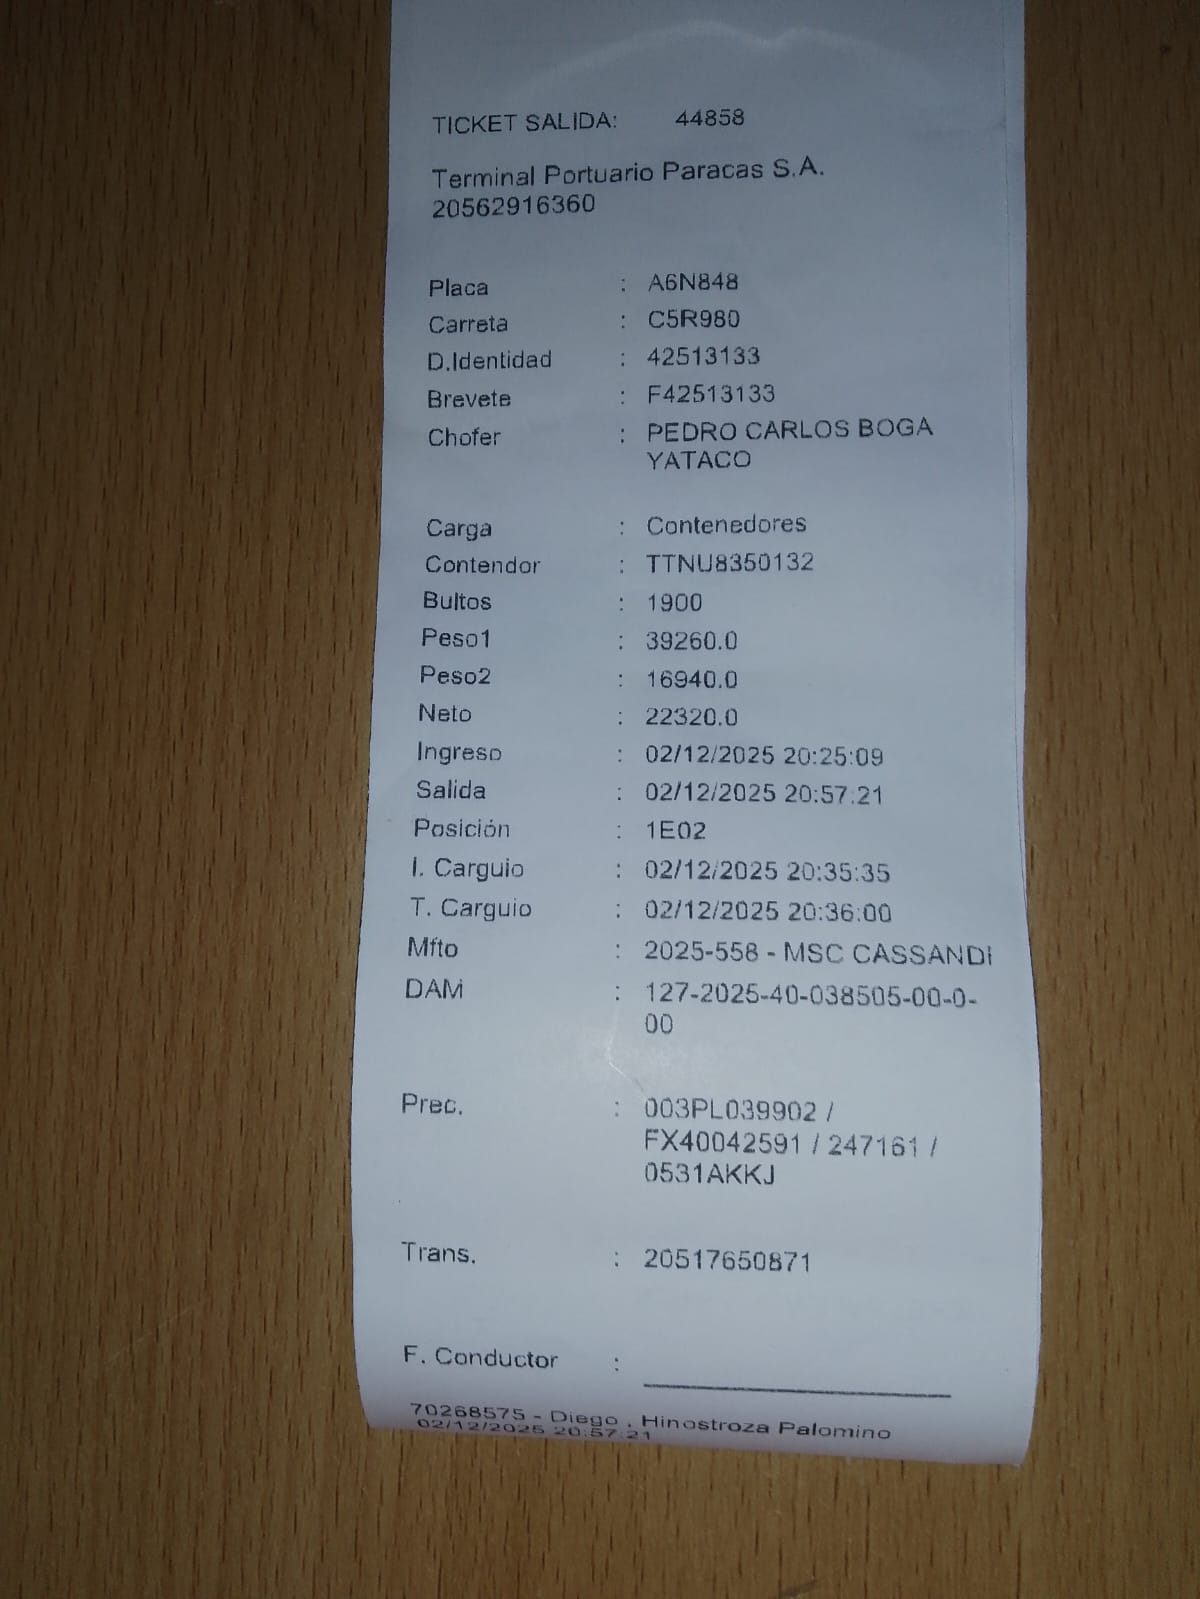 TICKET SALIDA: 44858
Terminal Portuario Paracas S.A.
20562916360
Placa : A6N848
Carreta : C5R980
D.Identidad : 42513133
Brevete : F42513133
Chofer : PEDRO CARLOS BOGA
YATACO
Carga : Contenedores
Contendor : TTNU8350132
Bultos : 1900
Peso1 : 39260.0
Peso2 : 16940.0
Neto : 22320.0
Ingreso : 02/12/2025 20:25:09
Salida : 02/12/2025 20:57:21
Posición : 1E02
I. Carguio : 02/12/2025 20:35:35
T. Carguio : 02/12/2025 20:36:00
Mfto : 2025-558 - MSC CASSANDI
DAM : 127-2025-40-038505-00-0-
00
Prec. : 003PL039902 /
FX40042591 / 247161 /
0531AKKJ
Trans. : 20517650871
F. Conductor :
70268575 - Diego , Hinostroza Palomino
02/12/2025 20:57:21